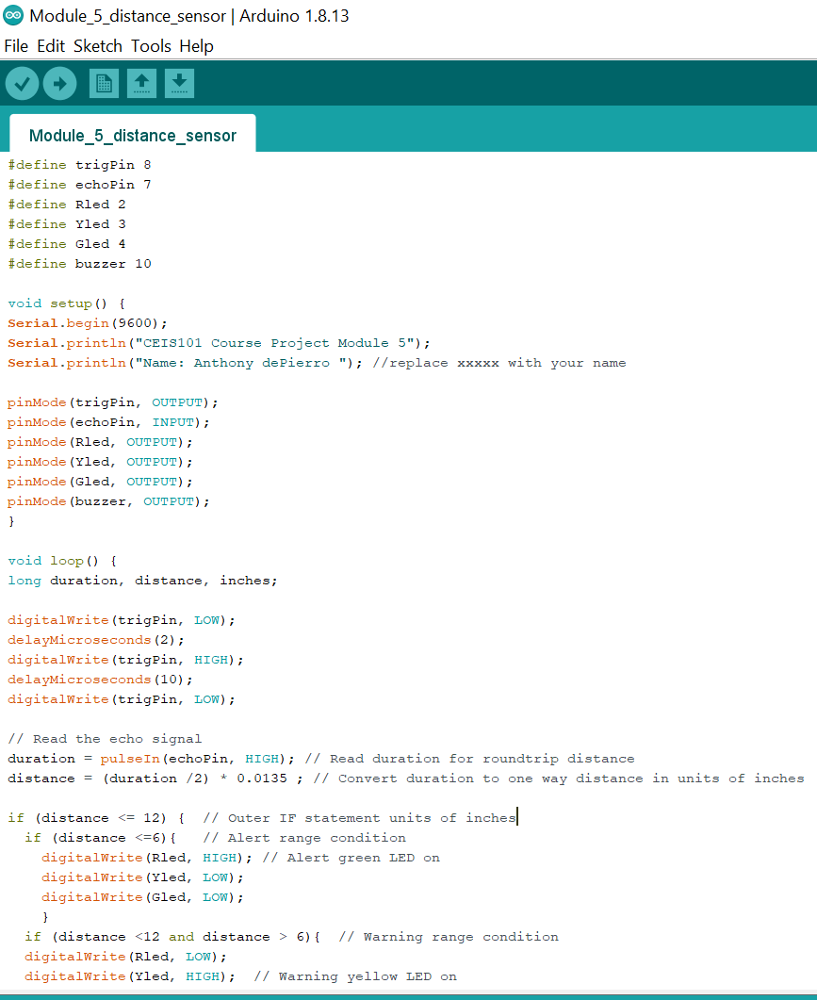 Module_5_distance_sensor | Arduino 1.8.13
File Edit Sketch Tools Help
Module_5_distance_sensor
#define trigPin 8
#define echoPin 7
#define Rled 2
#define Yled 3
#define Gled 4
#define buzzer 10
void setup() {
Serial.begin(9600);
Serial.println("CEIS101 Course Project Module 5");
Serial.println("Name: Anthony dePierro "); //replace xxxxx with your name
pinMode(trigPin, OUTPUT);
pinMode(echoPin, INPUT);
pinMode(Rled, OUTPUT);
pinMode(Yled, OUTPUT);
pinMode(Gled, OUTPUT);
pinMode(buzzer, OUTPUT);
}
void loop() {
long duration, distance, inches;
digitalWrite(trigPin, LOW);
delayMicroseconds(2);
digitalWrite(trigPin, HIGH);
delayMicroseconds(10);
digitalWrite(trigPin, LOW);
// Read the echo signal
duration = pulseIn(echoPin, HIGH); // Read duration for roundtrip distance
distance = (duration /2) * 0.0135 ; // Convert duration to one way distance in units of inches
if (distance <= 12) {  // Outer IF statement units of inches
  if (distance <=6){   // Alert range condition
    digitalWrite(Rled, HIGH); // Alert green LED on
    digitalWrite(Yled, LOW);
    digitalWrite(Gled, LOW);
    }
  if (distance <12 and distance > 6){  // Warning range condition
  digitalWrite(Rled, LOW);
  digitalWrite(Yled, HIGH);  // Warning yellow LED on